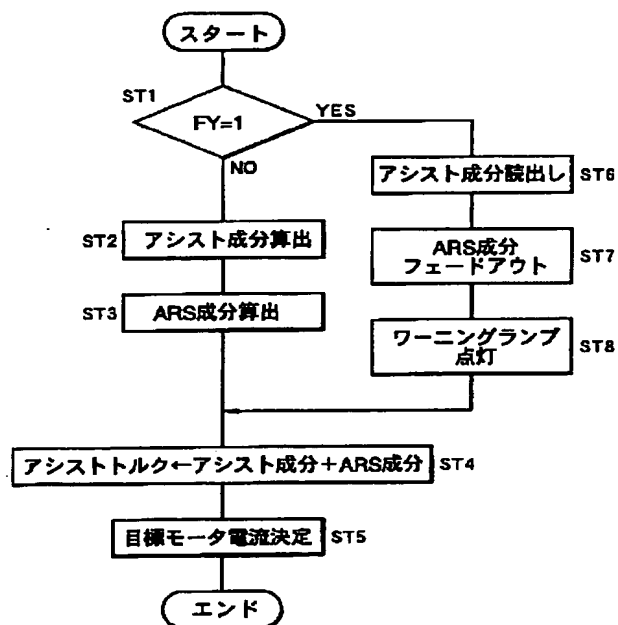 スタート
ST1
FY=1
YES
NO
アシスト成分読出し
ST6
ST2
アシスト成分算出
ARS成分
フェードアウト
ST7
ST3
ARS成分算出
ワーニングランプ
点灯
ST8
アシストトルク←アシスト成分+ARS成分
ST4
目標モータ電流決定
ST5
エンド